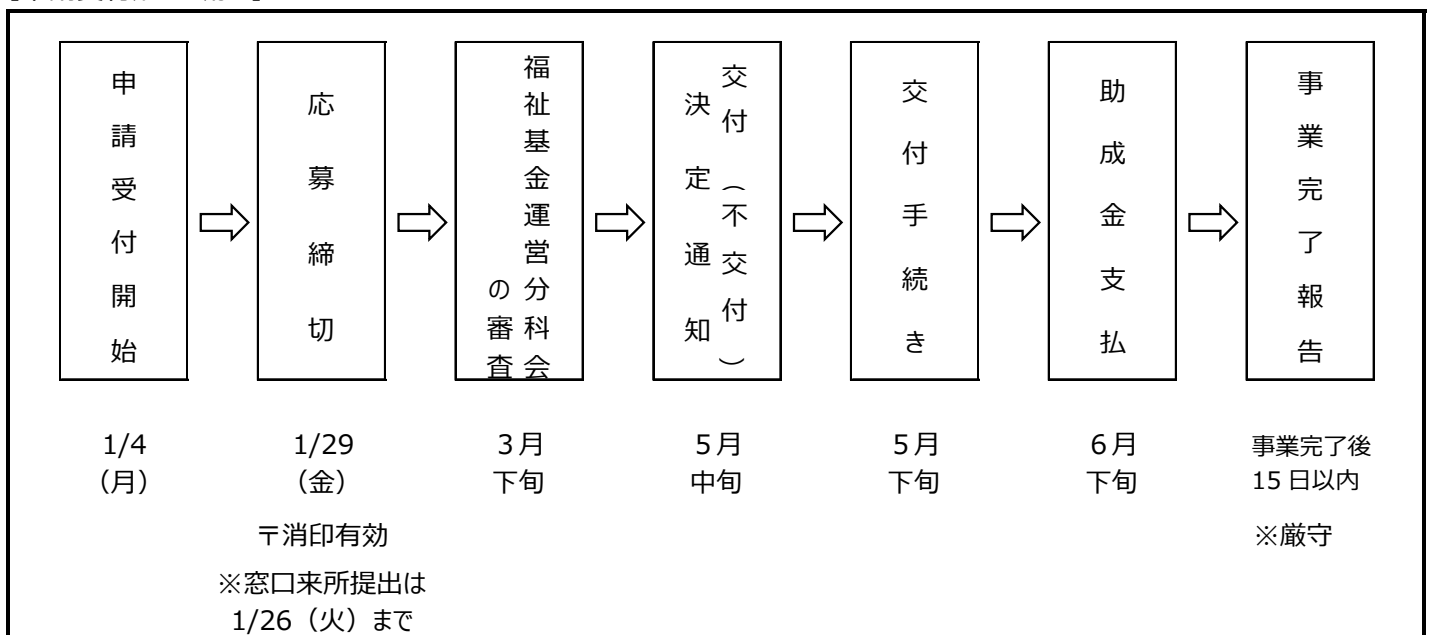 申請受付開始
応募締切
福祉基金運営分科会
の審査
交付（不交付）
決定通知
交付手続き
助成金支払
事業完了報告
1/4
（月）
1/29
（金）
〒消印有効
※窓口来所提出は
1/26（火）まで
3月
下旬
5月
中旬
5月
下旬
6月
下旬
事業完了後
15日以内
※厳守